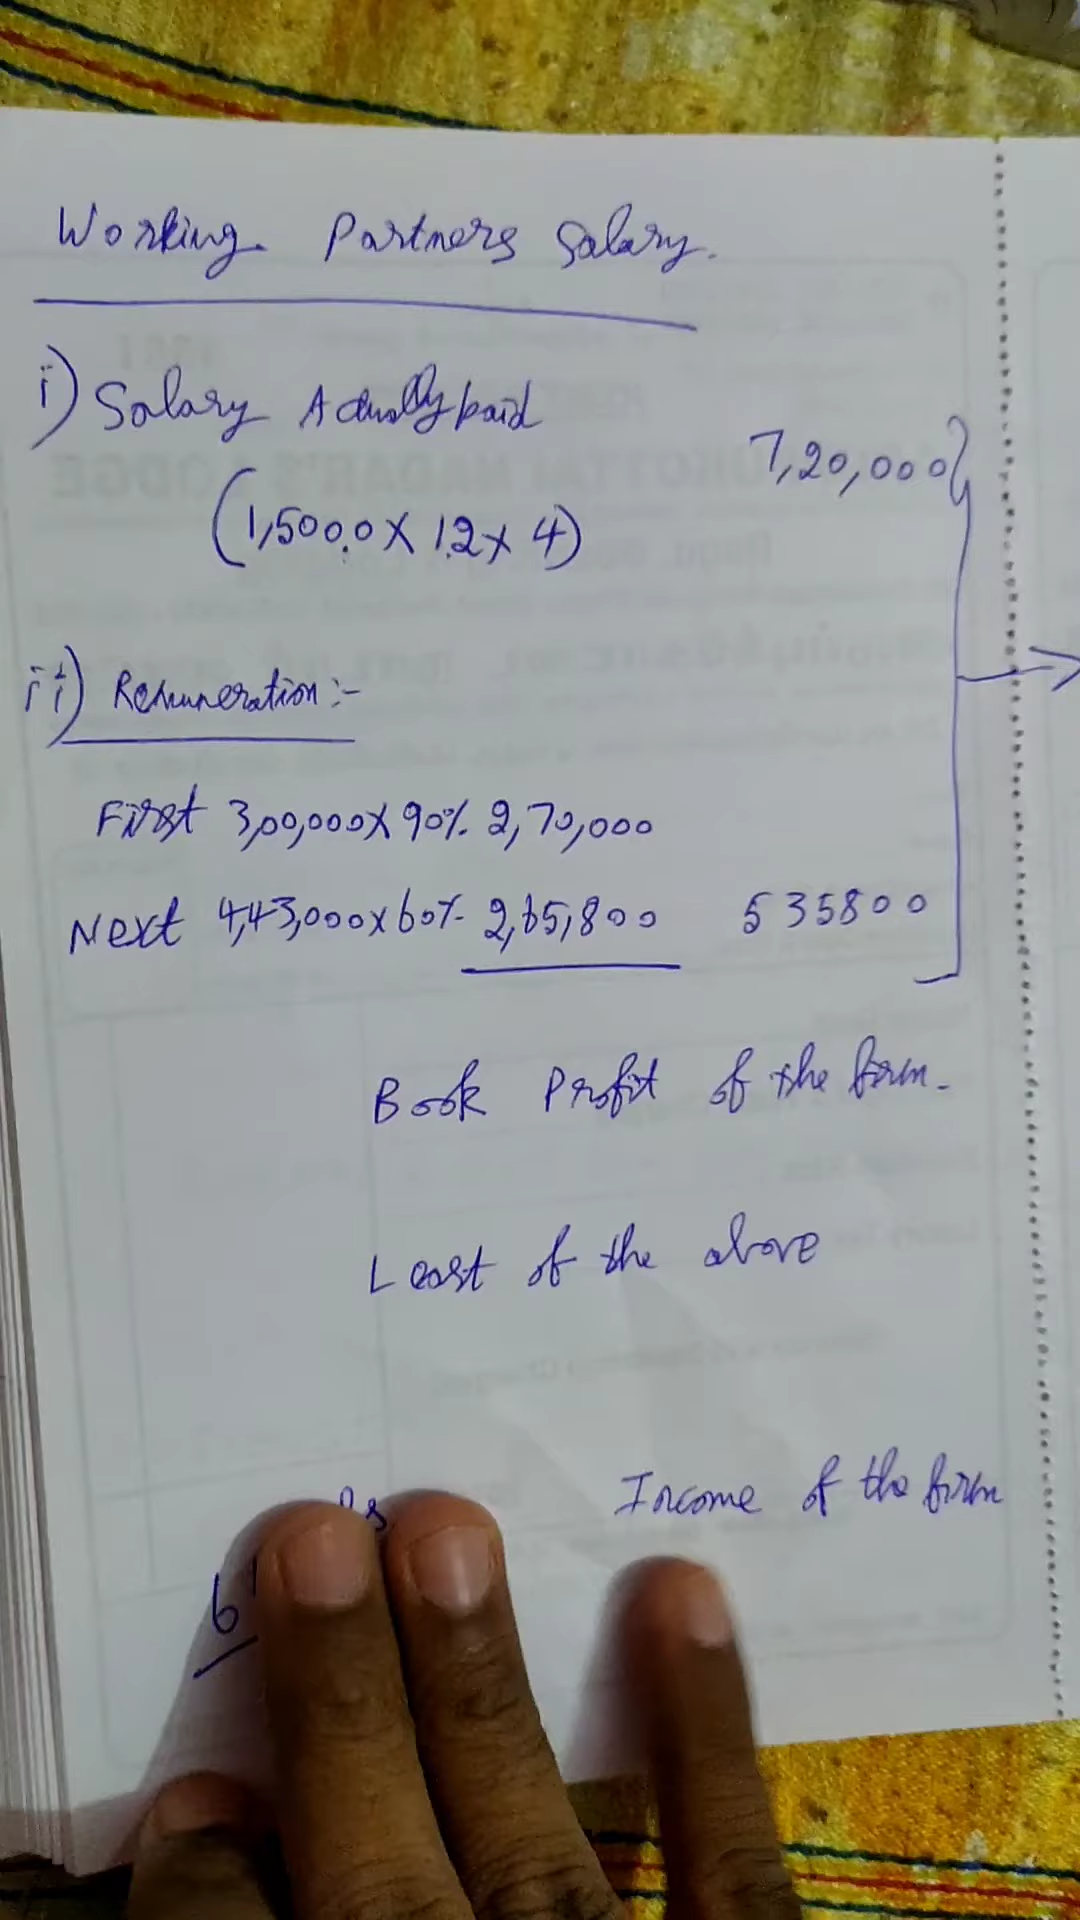 Working Partners Salary.
i) Salary Actually paid
7,20,000
(1,5000 x 12 x 4)
ii) Remuneration :-
First 3,00,000 x 90% 2,70,000
Next 4,43,000 x 60% 2,65,800 535800
Book Profit of the firm.
Least of the above
Income of the firm
6